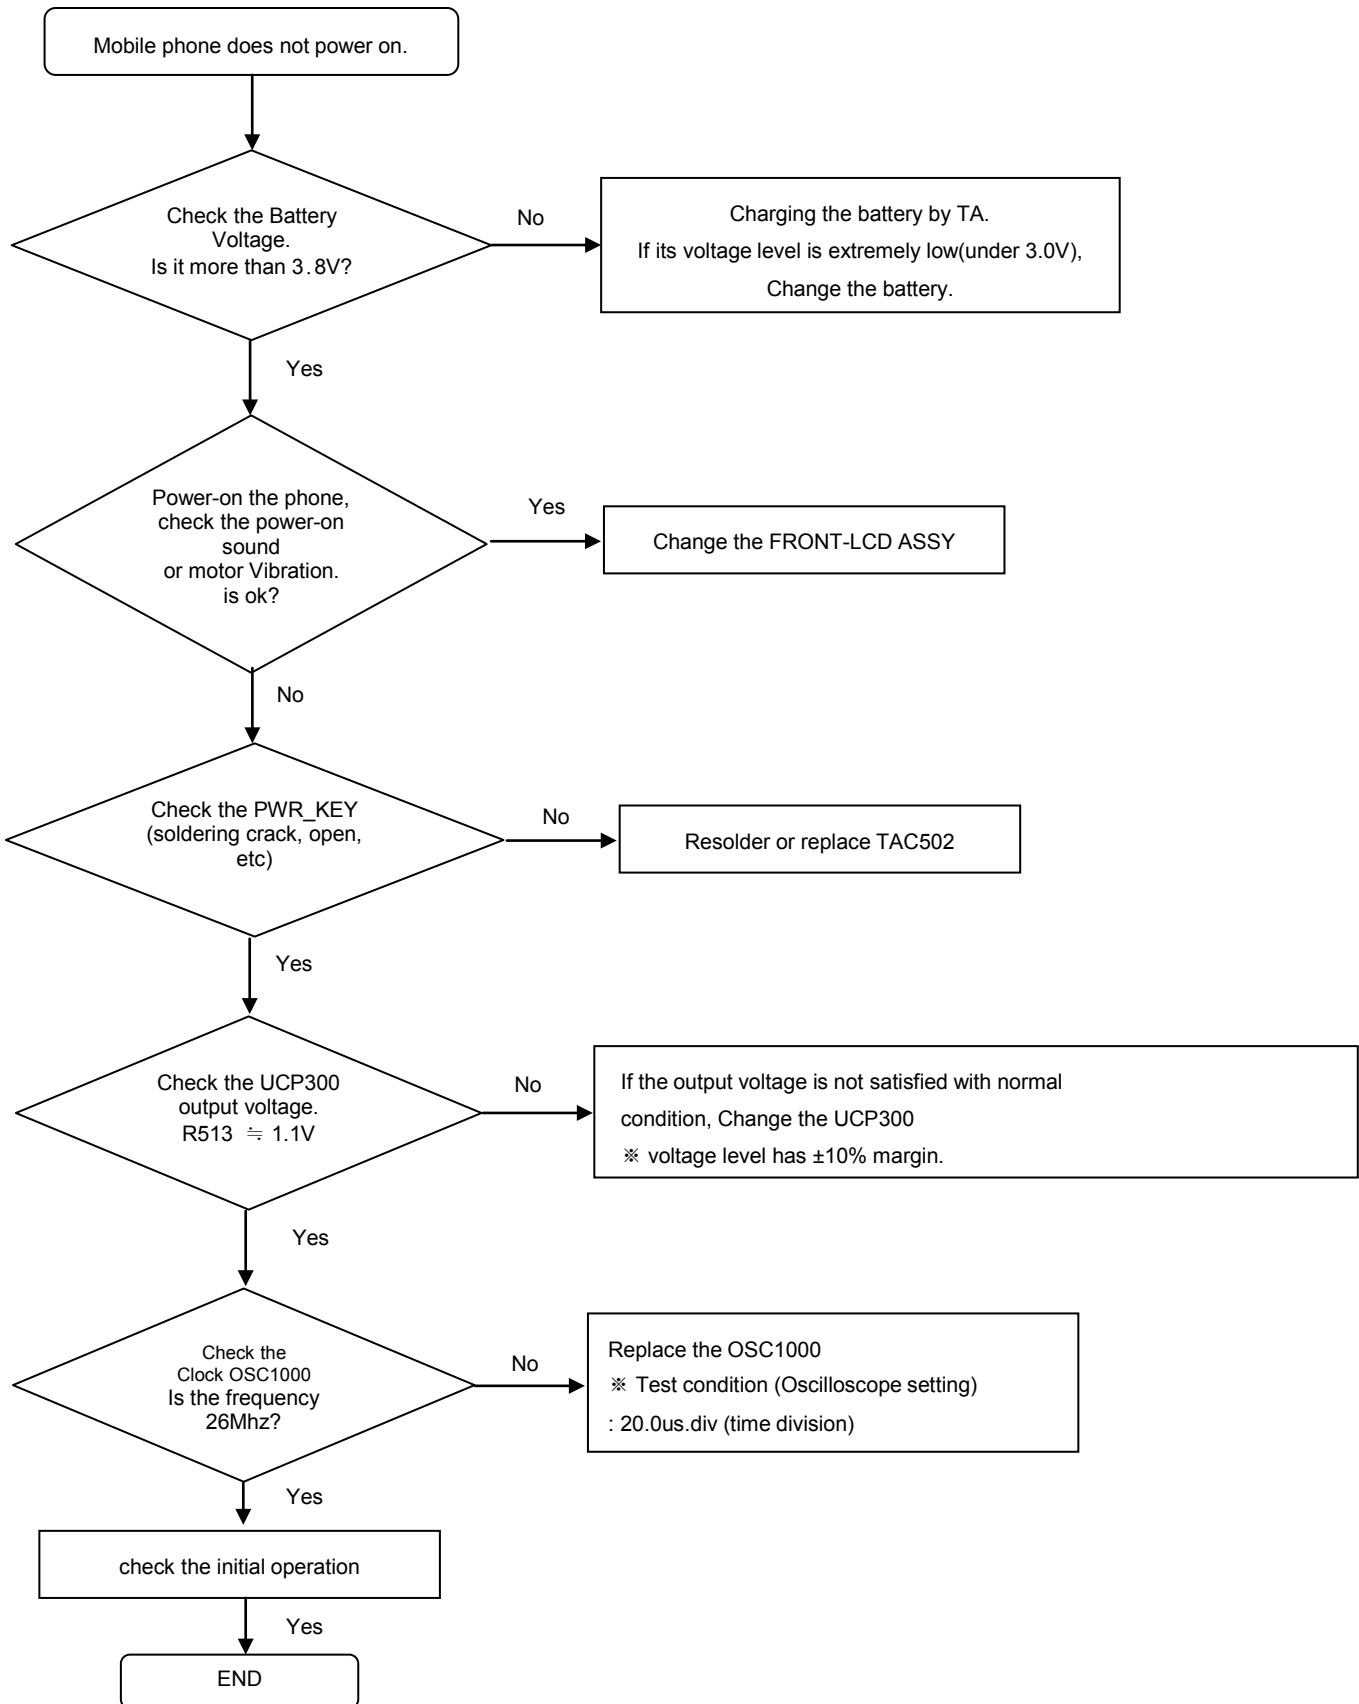 Mobile phone does not power on.
Check the Battery
Voltage.
Is it more than 3.8V?
No
Charging the battery by TA.
If its voltage level is extremely low(under 3.0V),
Change the battery.
Yes
Power-on the phone,
check the power-on
sound
or motor Vibration.
is ok?
Yes
Change the FRONT-LCD ASSY
No
Check the PWR_KEY
(soldering crack, open,
etc)
No
Resolder or replace TAC502
Yes
Check the UCP300
output voltage.
R513 ≒ 1.1V
No
If the output voltage is not satisfied with normal
condition, Change the UCP300
※ voltage level has ±10% margin.
Yes
Check the
Clock OSC1000
Is the frequency
26Mhz?
No
Replace the OSC1000
※ Test condition (Oscilloscope setting)
: 20.0us.div (time division)
Yes
check the initial operation
Yes
END